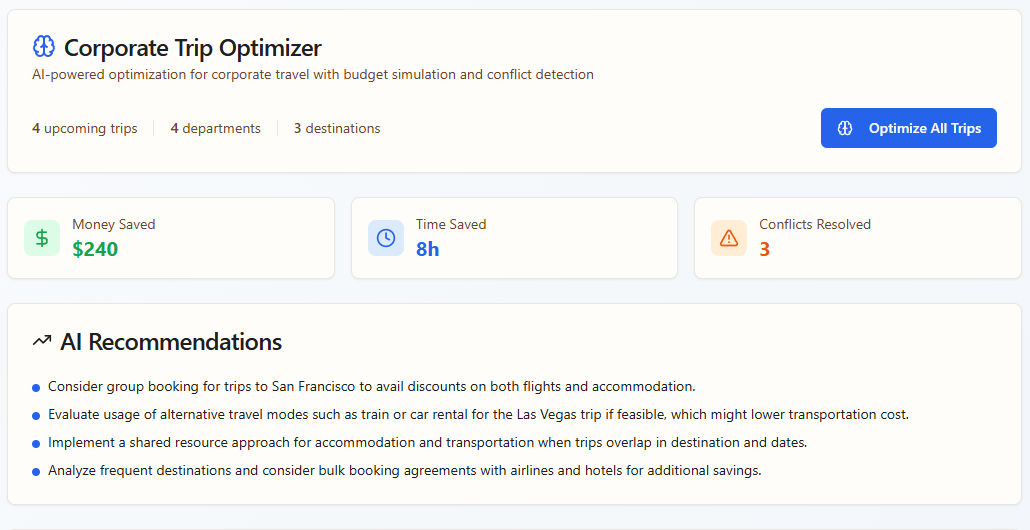 Corporate Trip Optimizer
AI-powered optimization for corporate travel with budget simulation and conflict detection
4 upcoming trips 4 departments 3 destinations
Optimize All Trips
Money Saved
$240
Time Saved
8h
Conflicts Resolved
3
AI Recommendations
Consider group booking for trips to San Francisco to avail discounts on both flights and accommodation.
Evaluate usage of alternative travel modes such as train or car rental for the Las Vegas trip if feasible, which might lower transportation cost.
Implement a shared resource approach for accommodation and transportation when trips overlap in destination and dates.
Analyze frequent destinations and consider bulk booking agreements with airlines and hotels for additional savings.